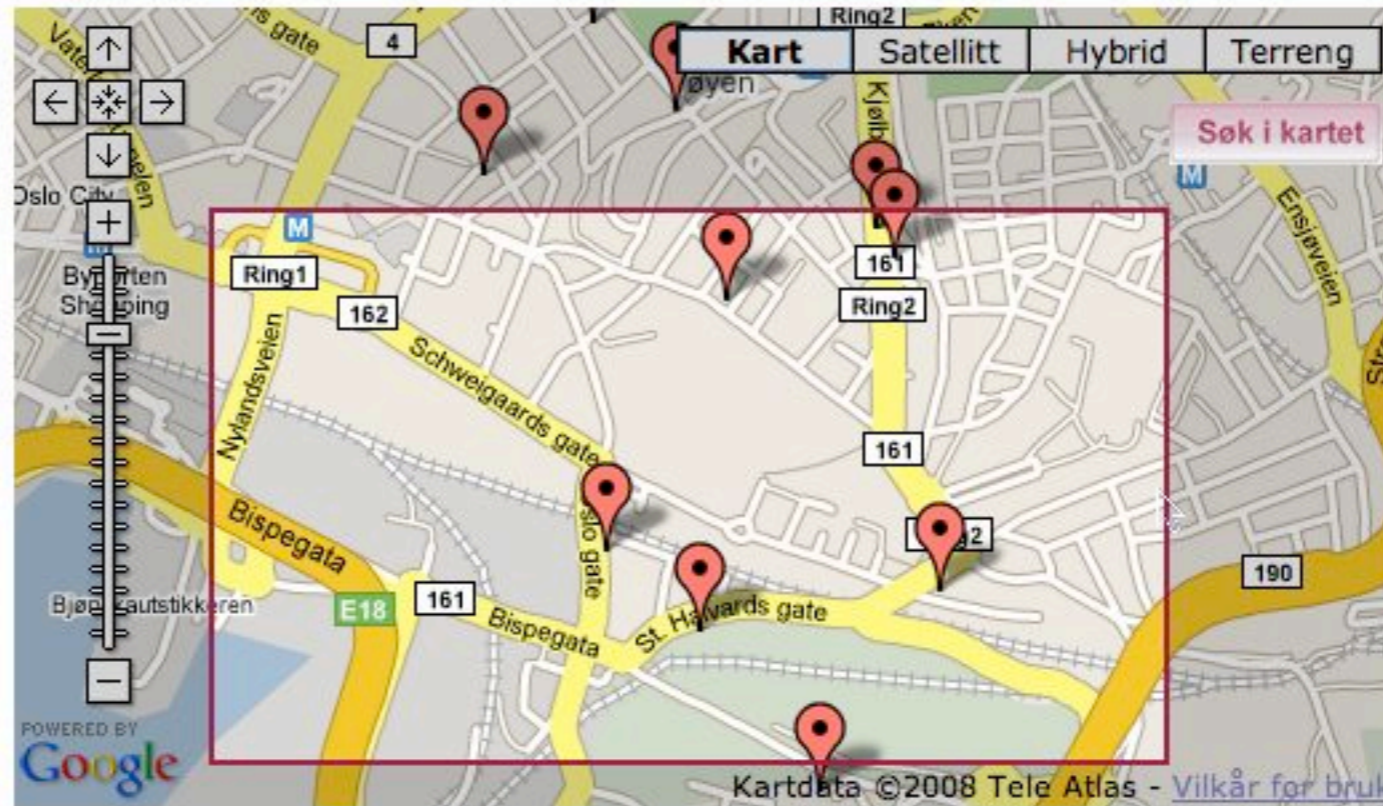 Ring2
4
Kart Satellitt Hybrid Terreng
øyen
Søk i kartet
M
Oslo City
M
Ring1
161
Ring2
Ensjøveien
162
Nylandsveien
Schweigaards gate
161
Bispegata
190
E18
161
Bispegata
St. Halvards gate
POWERED BY
Google
Kartdata ©2008 Tele Atlas - Vilkår for bruk